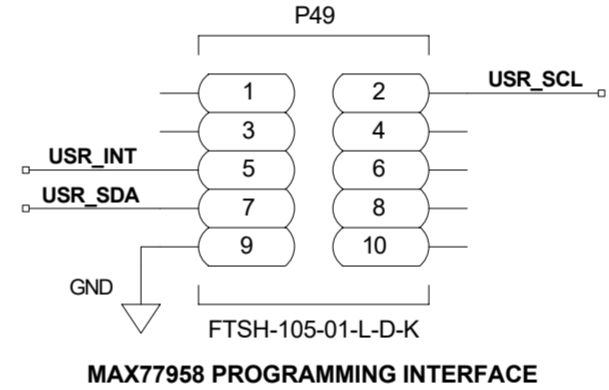 P49
1 2 USR_SCL
3 4
USR_INT 5 6
USR_SDA 7 8
9 10
GND
FTSH-105-01-L-D-K
MAX77958 PROGRAMMING INTERFACE